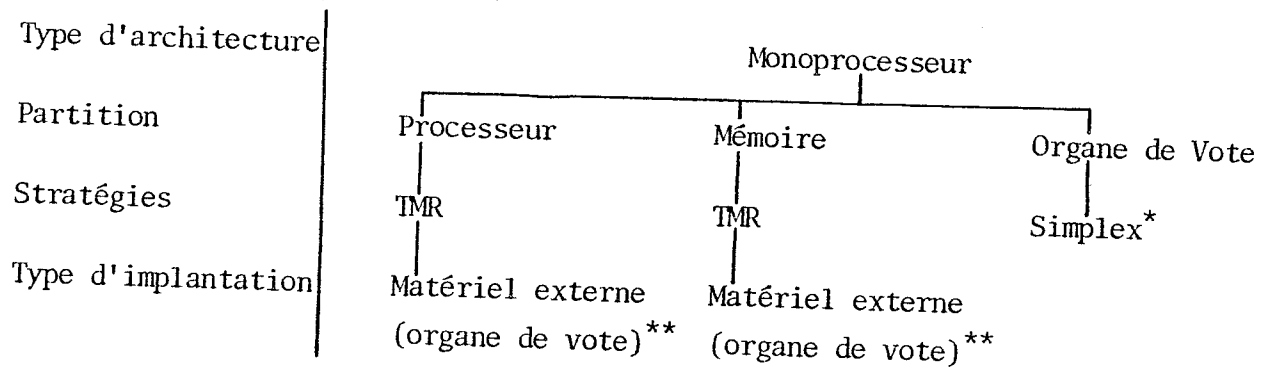 Type d'architecture
Monoprocesseur
Partition
Processeur
Mémoire
Organe de Vote
Stratégies
TMR
TMR
Simplex*
Type d'implantation
Matériel externe
(organe de vote)**
Matériel externe
(organe de vote)**